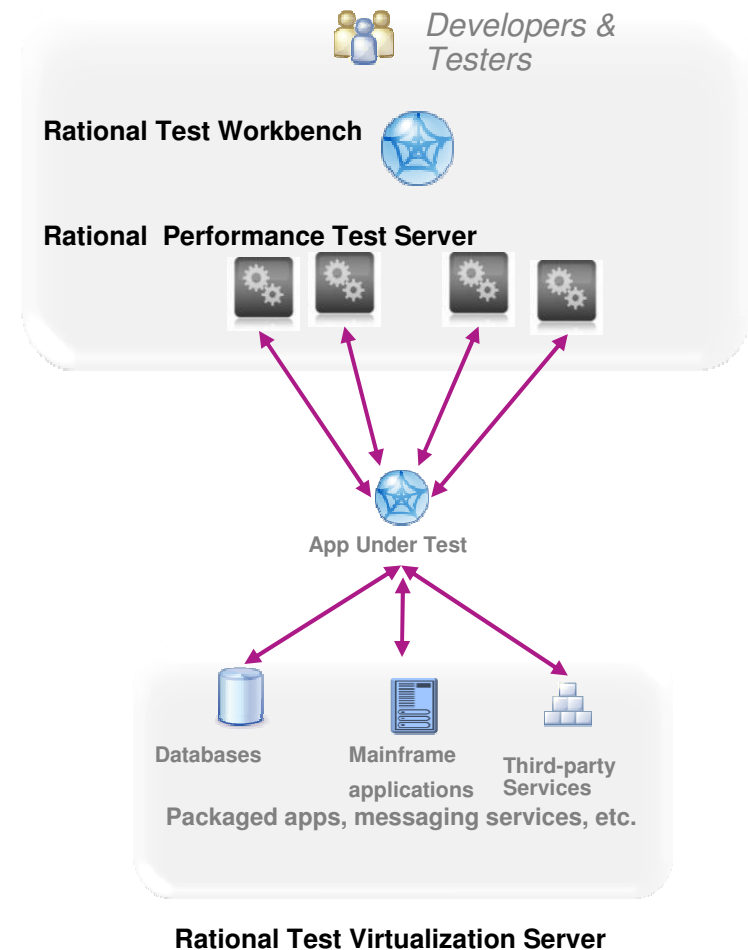 Developers &
Testers
Rational Test Workbench
Rational Performance Test Server
App Under Test
Databases
Mainframe
applications
Third-party
Services
Packaged apps, messaging services, etc.
Rational Test Virtualization Server